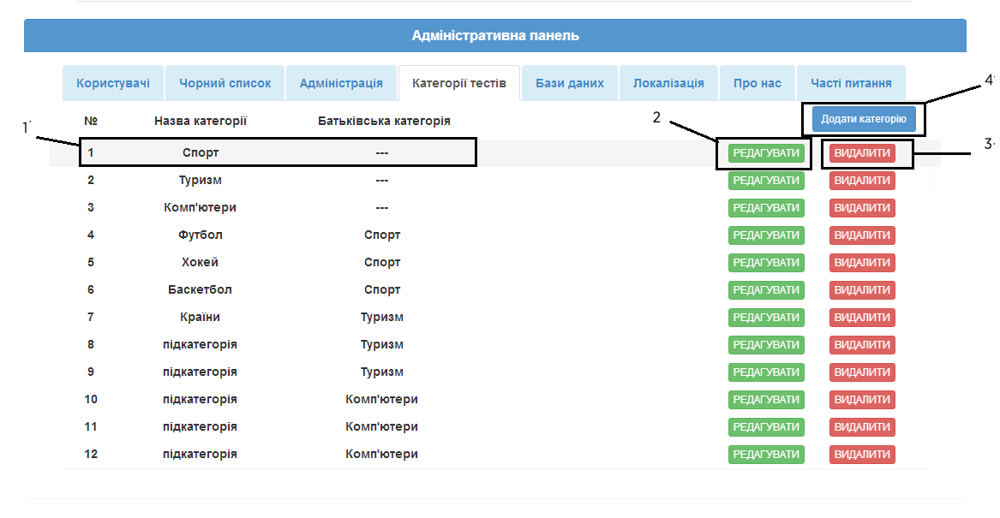 Адміністративна панель
Користувачі Чорний список Адміністрація Категорії тестів Бази даних Локалізація Про нас Часті питання
4
№ Назва категорії Батьківська категорія 2 Додати категорію
1
1 Спорт --- РЕДАГУВАТИ ВИДАЛИТИ 3
2 Туризм --- РЕДАГУВАТИ ВИДАЛИТИ
3 Комп'ютери --- РЕДАГУВАТИ ВИДАЛИТИ
4 Футбол Спорт РЕДАГУВАТИ ВИДАЛИТИ
5 Хокей Спорт РЕДАГУВАТИ ВИДАЛИТИ
6 Баскетбол Спорт РЕДАГУВАТИ ВИДАЛИТИ
7 Країни Туризм РЕДАГУВАТИ ВИДАЛИТИ
8 підкатегорія Туризм РЕДАГУВАТИ ВИДАЛИТИ
9 підкатегорія Туризм РЕДАГУВАТИ ВИДАЛИТИ
10 підкатегорія Комп'ютери РЕДАГУВАТИ ВИДАЛИТИ
11 підкатегорія Комп'ютери РЕДАГУВАТИ ВИДАЛИТИ
12 підкатегорія Комп'ютери РЕДАГУВАТИ ВИДАЛИТИ